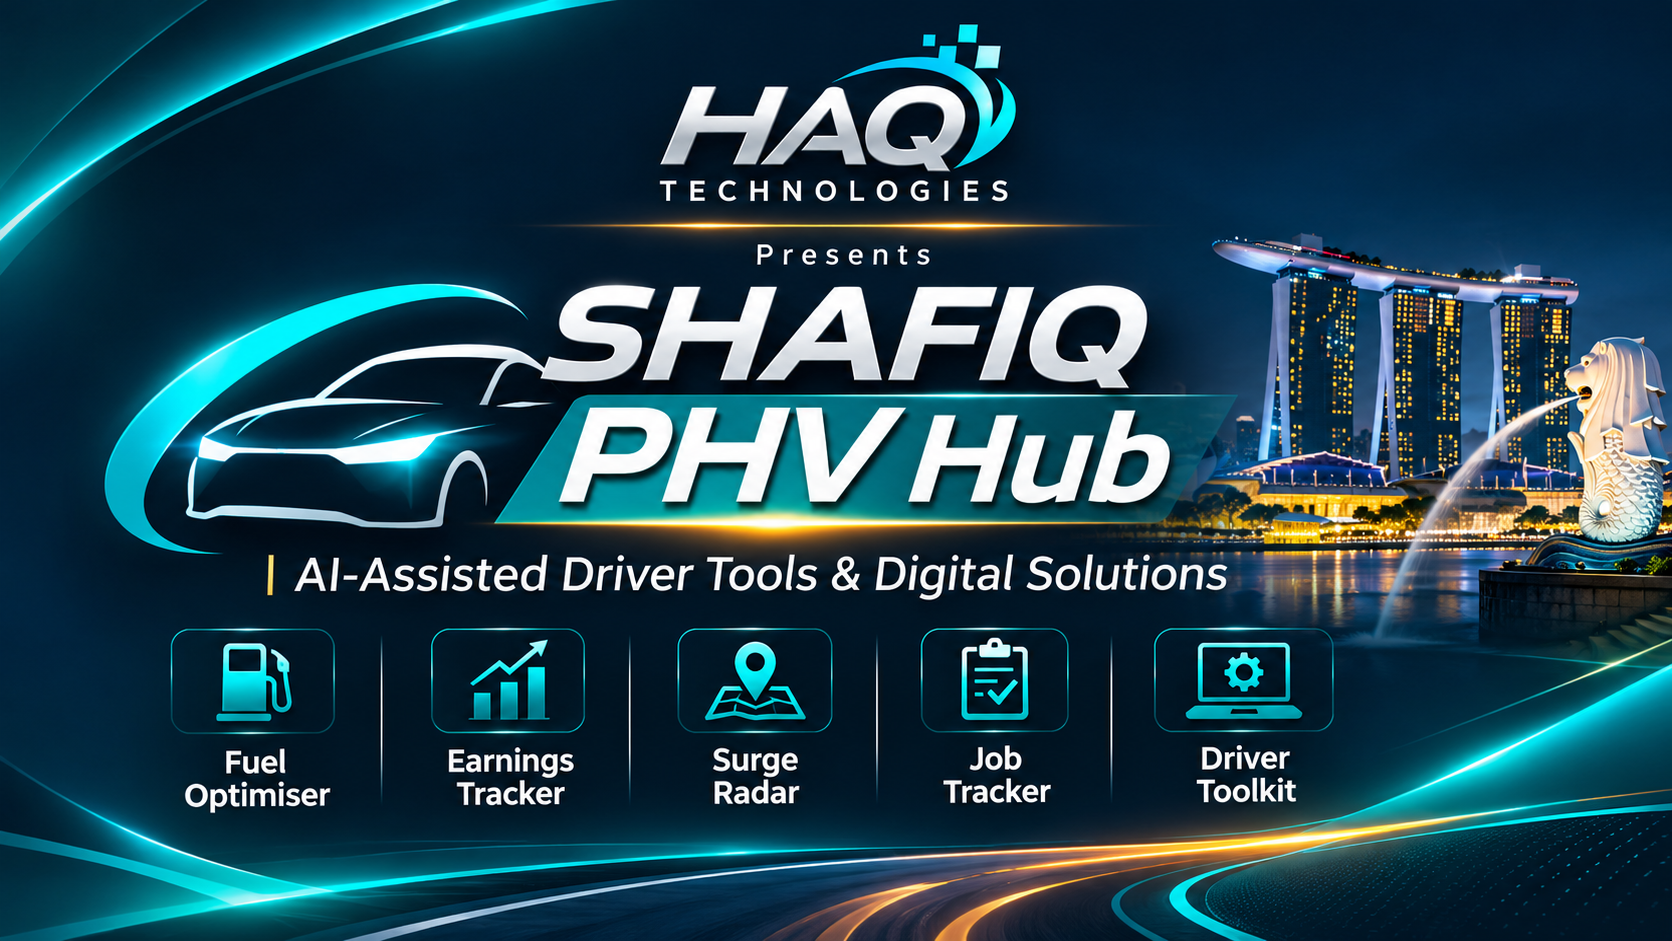 HAQ
TECHNOLOGIES
Presents
SHAFIQ
PHV Hub
AI-Assisted Driver Tools & Digital Solutions
Fuel
Optimiser
Earnings
Tracker
Surge
Radar
Job
Tracker
Driver
Toolkit